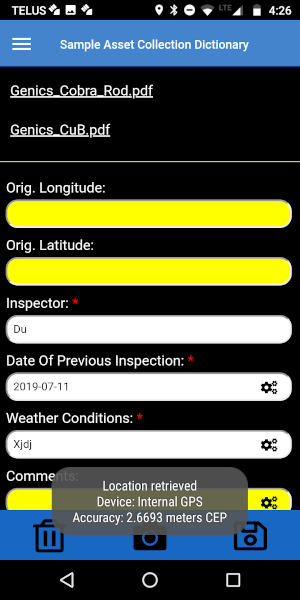 TELUS
LTE
4:26
Sample Asset Collection Dictionary
Genics_Cobra_Rod.pdf
Genics_CuB.pdf
Orig. Longitude:
Orig. Latitude:
Inspector: *
Du
Date Of Previous Inspection: *
2019-07-11
Weather Conditions: *
Xjdj
Comments:
Location retrieved
Device: Internal GPS
Accuracy: 2.6693 meters CEP